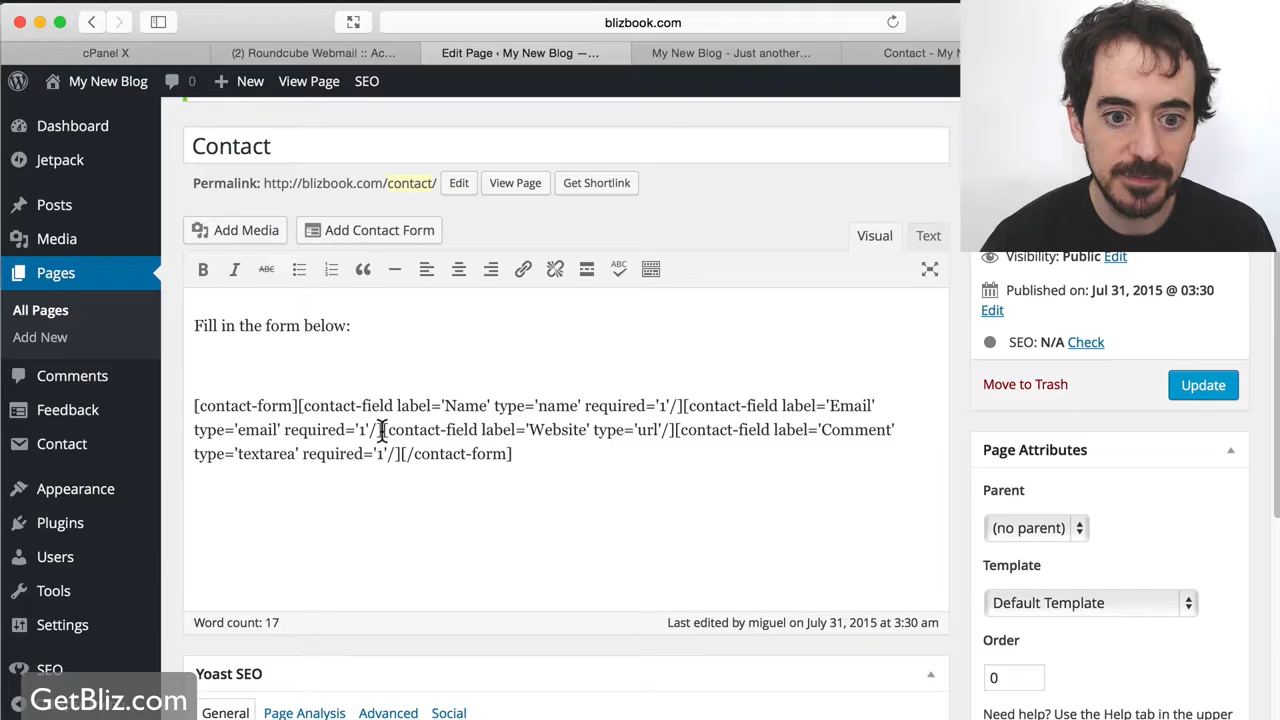 blizbook.com
cPanel X
(2) Roundcube Webmail :: Ac...
Edit Page ‹ My New Blog —...
My New Blog - Just another...
Contact - My N
My New Blog
0
New
View Page
SEO
Dashboard
Jetpack
Posts
Media
Pages
All Pages
Add New
Comments
Feedback
Contact
Appearance
Plugins
Users
Tools
Settings
SEO
Contact
Permalink: http://blizbook.com/contact/
Edit
View Page
Get Shortlink
Add Media
Add Contact Form
Visual
Text
B
I
ABC
ABC
Fill in the form below:
[contact-form][contact-field label='Name' type='name' required='1'/][contact-field label='Email'
type='email' required='1'/][contact-field label='Website' type='url'/][contact-field label='Comment'
type='textarea' required='1'/][/contact-form]
Word count: 17
Last edited by miguel on July 31, 2015 at 3:30 am
Yoast SEO
General
Page Analysis
Advanced
Social
Visibility: Public Edit
Published on: Jul 31, 2015 @ 03:30
Edit
SEO: N/A Check
Move to Trash
Update
Page Attributes
Parent
(no parent)
Template
Default Template
Order
0
Need help? Use the Help tab in the upper
GetBliz.com